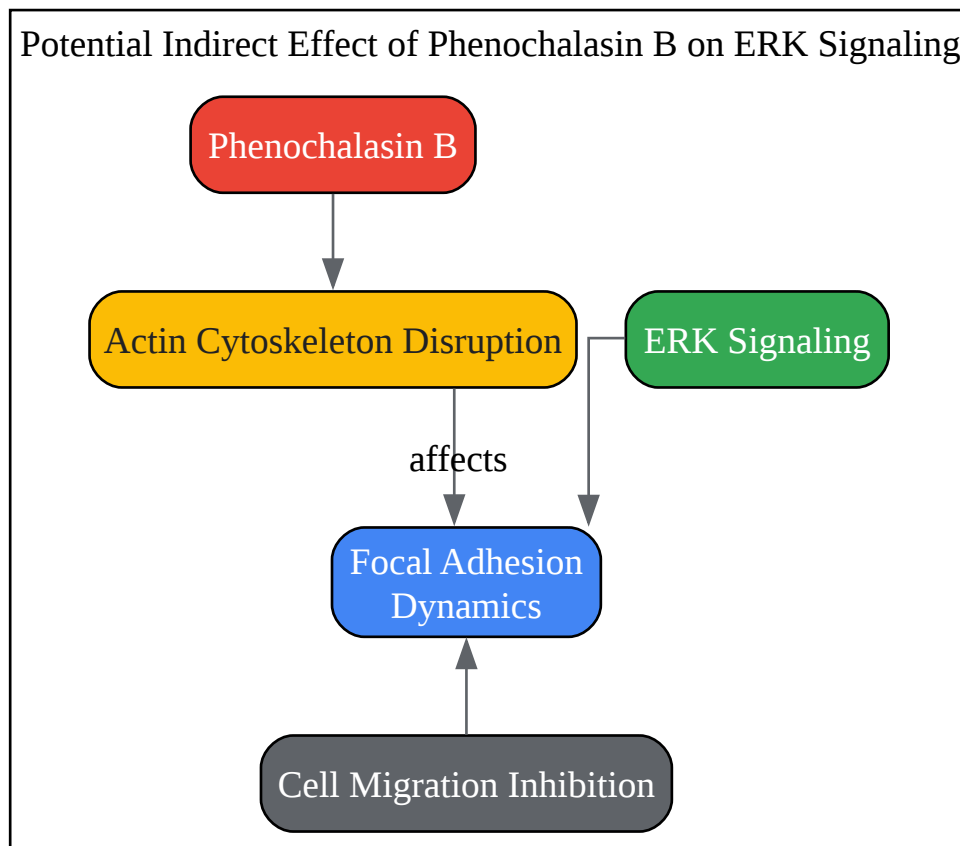 Potential Indirect Effect of Phenochalasin B on ERK Signaling
Phenochalasin B
Actin Cytoskeleton Disruption
ERK Signaling
affects
Focal Adhesion
Dynamics
Cell Migration Inhibition